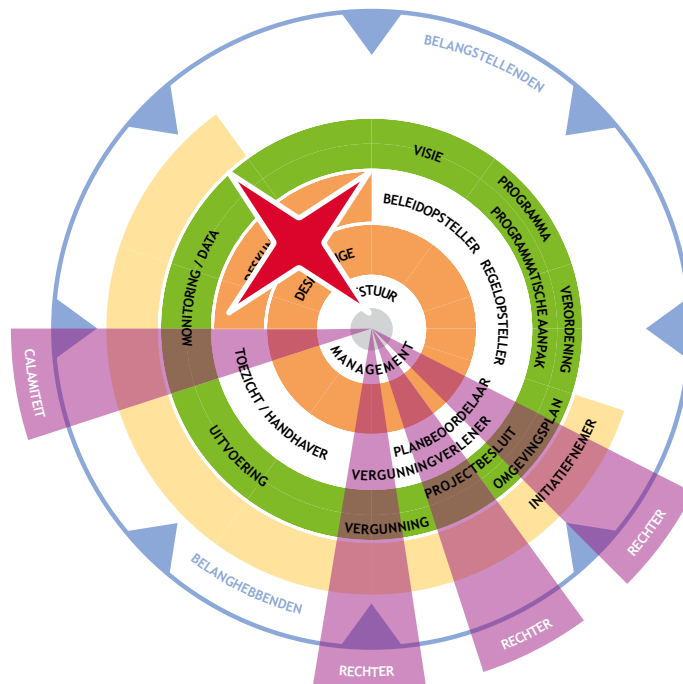 BELANGSTELLENDEN
VISIE
PROGRAMMA
PROGRAMMATISCHE AANPAK
VERORDENING
BELEIDOPSTELLER
REGELOPSTELLER
MONITORING / DATA
MANAGEMENT
CALAMITEIT
TOEZICHT / HANDHAVER
PLANBEOORDELAAR
VERGUNNINGVERLENER
PROJECTBESLUIT
OMGEVINGSPLAN
INITIATIEFNEMER
UITVOERING
VERGUNNING
BELANGHEBBENDEN
RECHTER
RECHTER
RECHTER